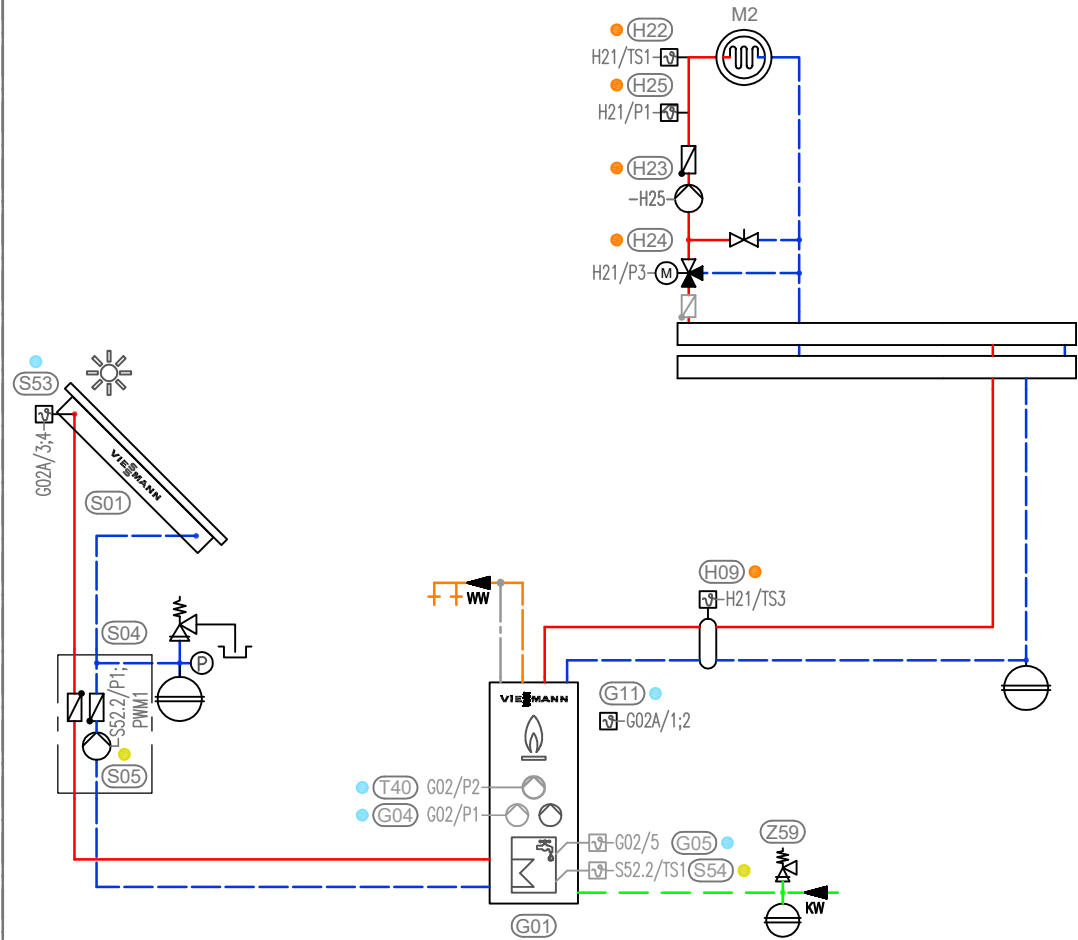 M2
H22
H21/TS1
H25
H21/P1
H23
H25
H24
H21/P3
M
S53
G02A/3;4
VIESSMANN
S01
H09
H21/TS3
WW
S04
P
S52.2/P1;
PWM1
S05
VIESSMANN
G11
G02A/1;2
T40 G02/P2
G04 G02/P1
G02/5 G05
Z59
S52.2/TS1 S54
KW
G01